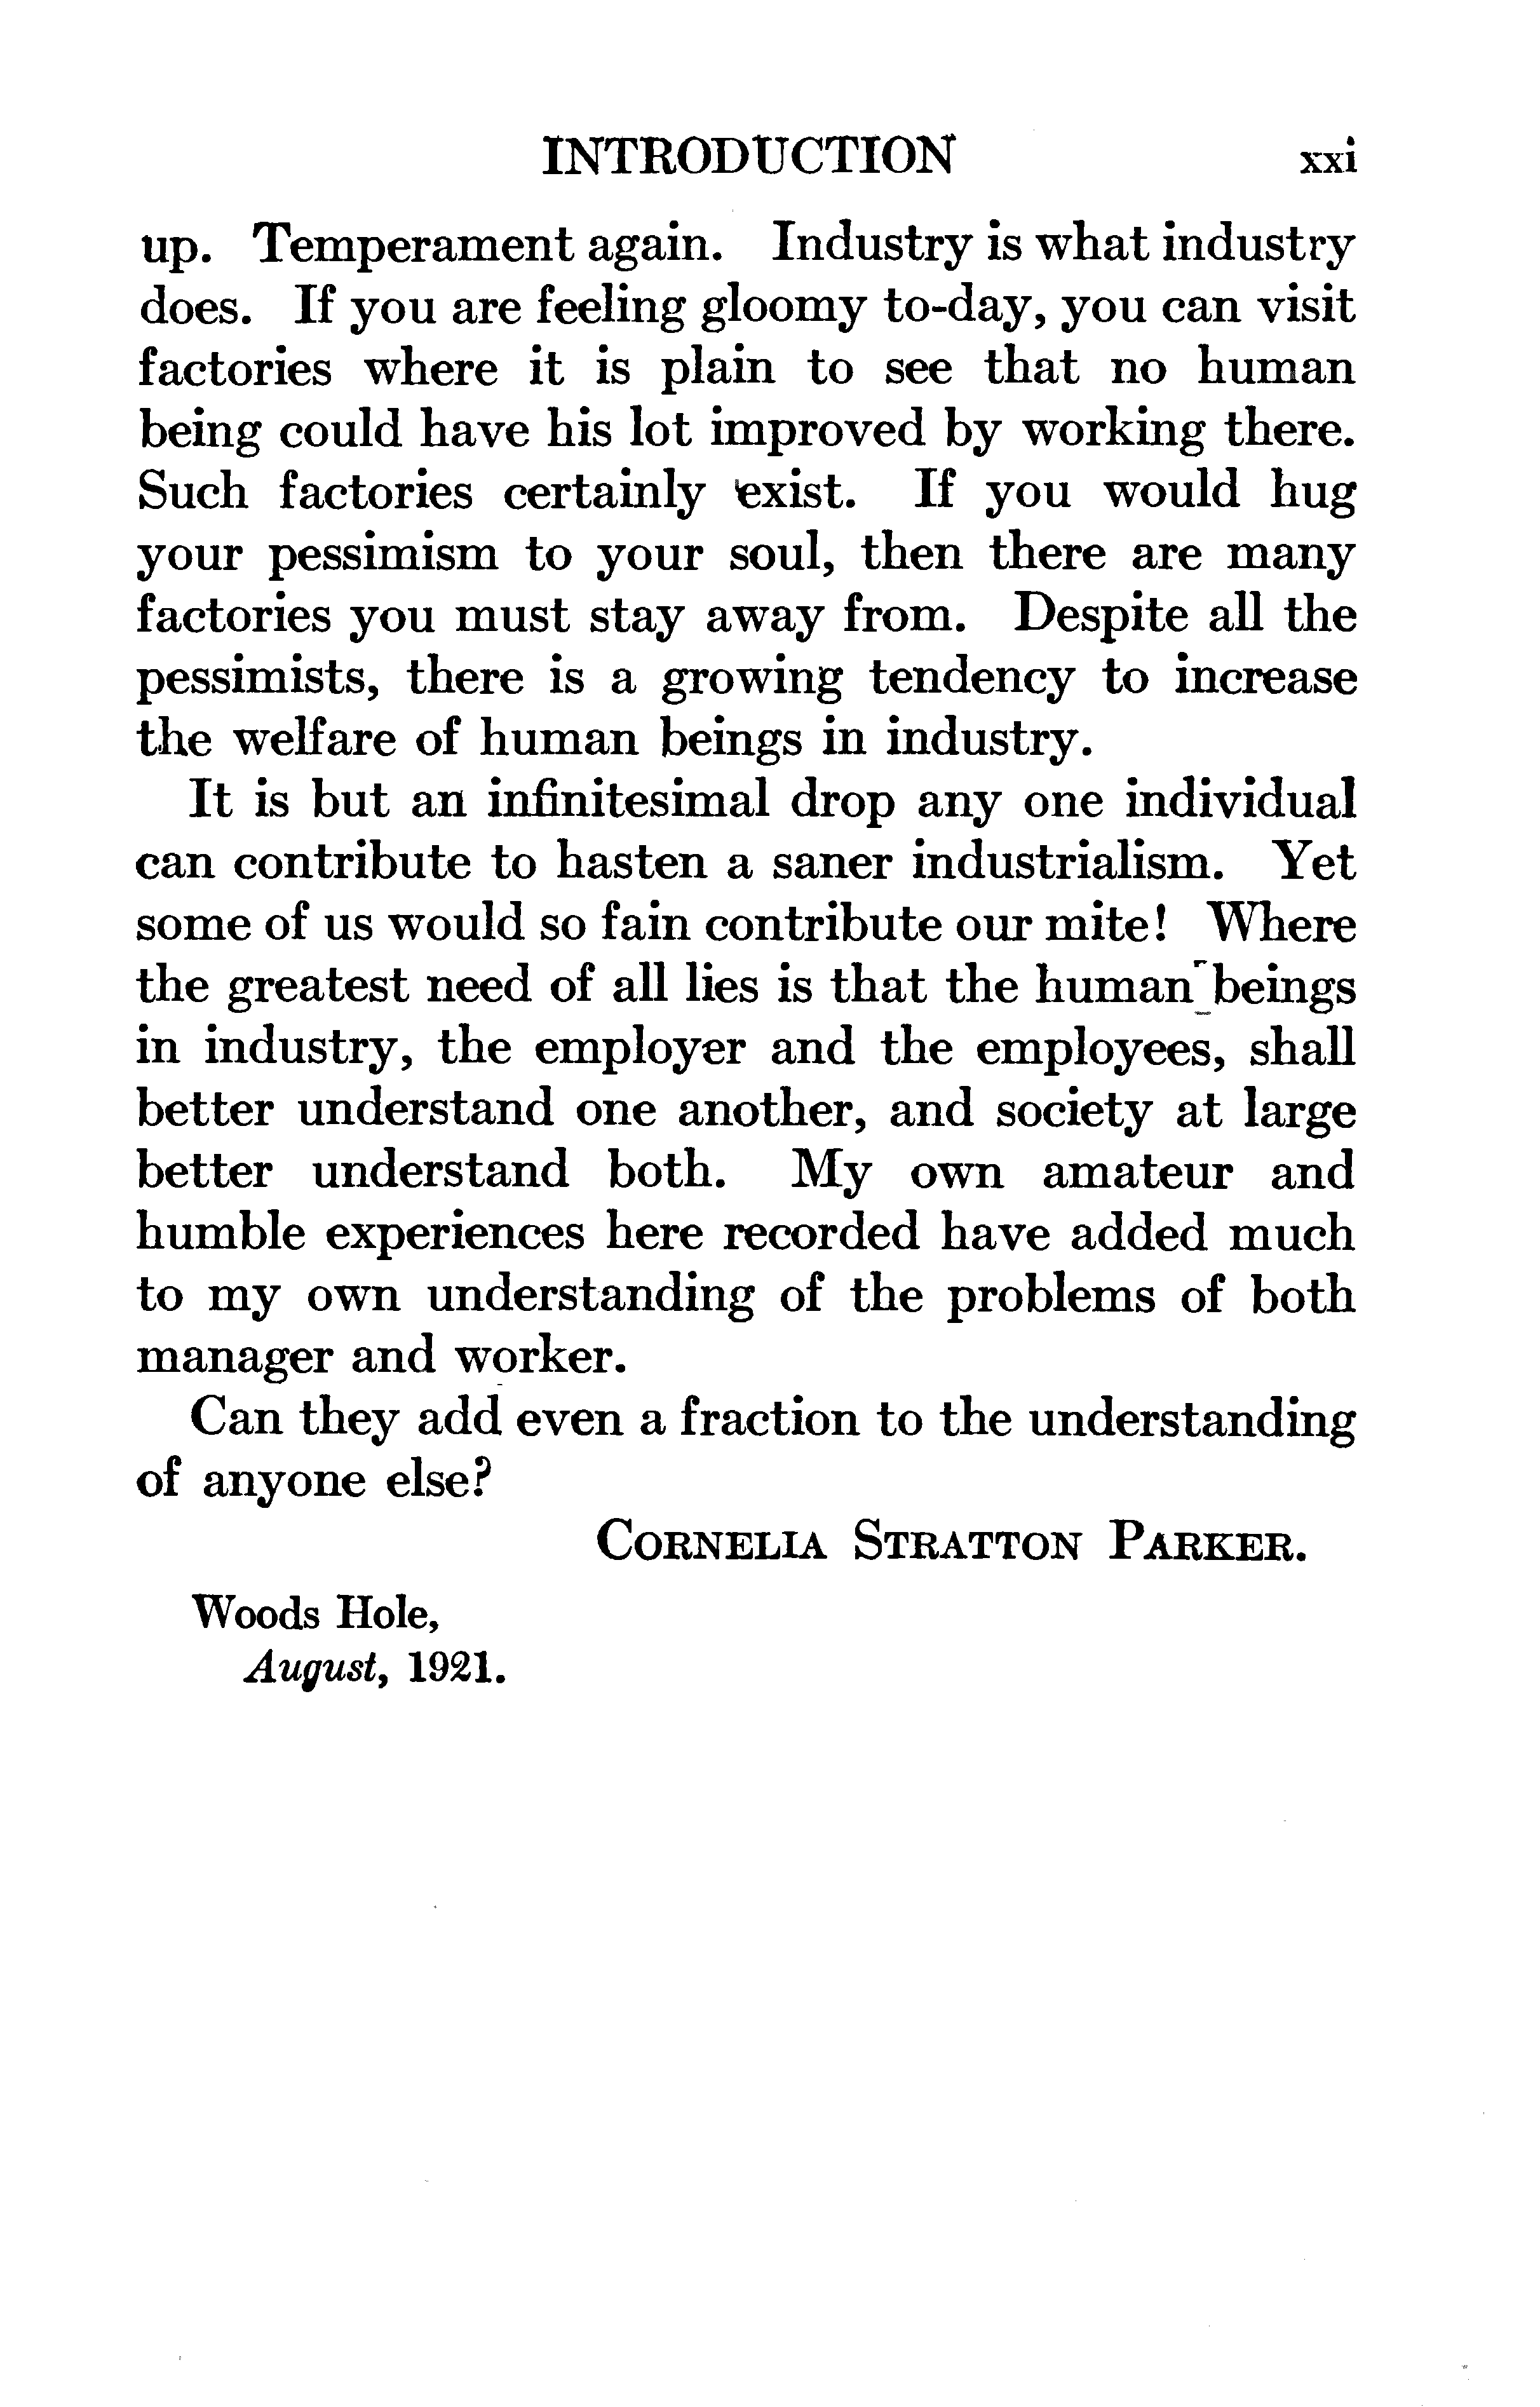 INTRODUCTION xxi
up. Temperament again. Industry is what industry
does. If you are feeling gloomy to-day, you can visit
factories where it is plain to see that no human
being could have his lot improved by working there.
Such factories certainly exist. If you would hug
your pessimism to your soul, then there are many
factories you must stay away from. Despite all the
pessimists, there is a growing tendency to increase
the welfare of human beings in industry.
It is but an infinitesimal drop any one individual
can contribute to hasten a saner industrialism. Yet
some of us would so fain contribute our mite! Where
the greatest need of all lies is that the human beings
in industry, the employer and the employees, shall
better understand one another, and society at large
better understand both. My own amateur and
humble experiences here recorded have added much
to my own understanding of the problems of both
manager and worker.
Can they add even a fraction to the understanding
of anyone else?
CORNELIA STRATTON PARKER.
Woods Hole,
August, 1921.